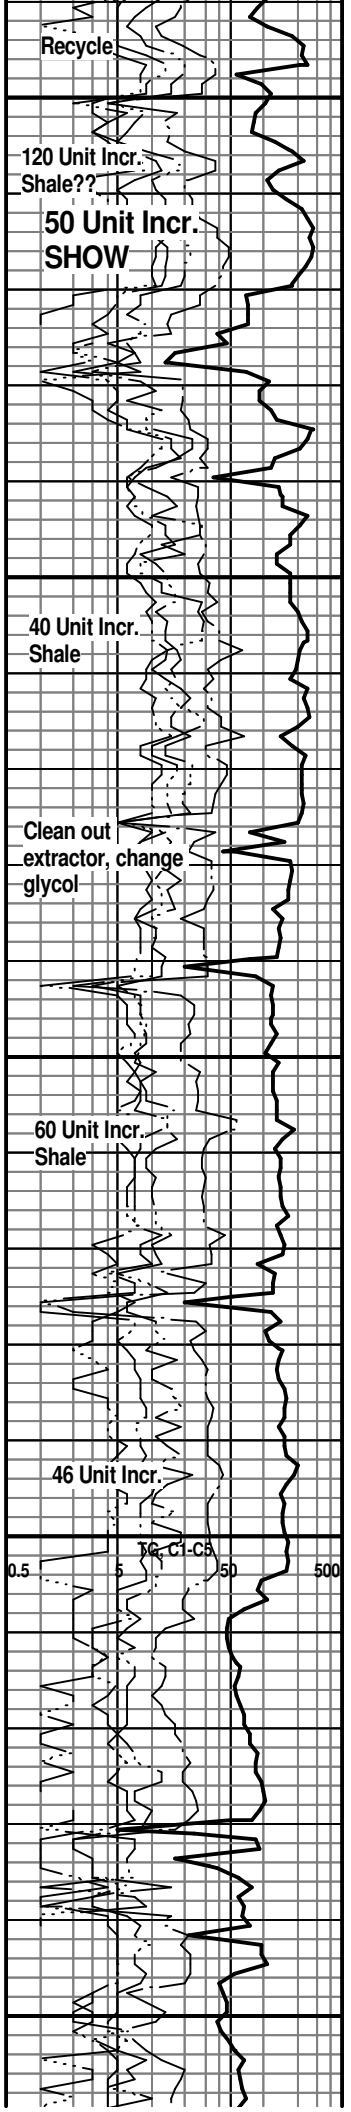 Recycle
120 Unit Incr.
Shale??
50 Unit Incr.
SHOW
40 Unit Incr.
Shale
Clean out
extractor, change
glycol
60 Unit Incr.
Shale
46 Unit Incr.
TG, C1-C5
0.5 5 50 500